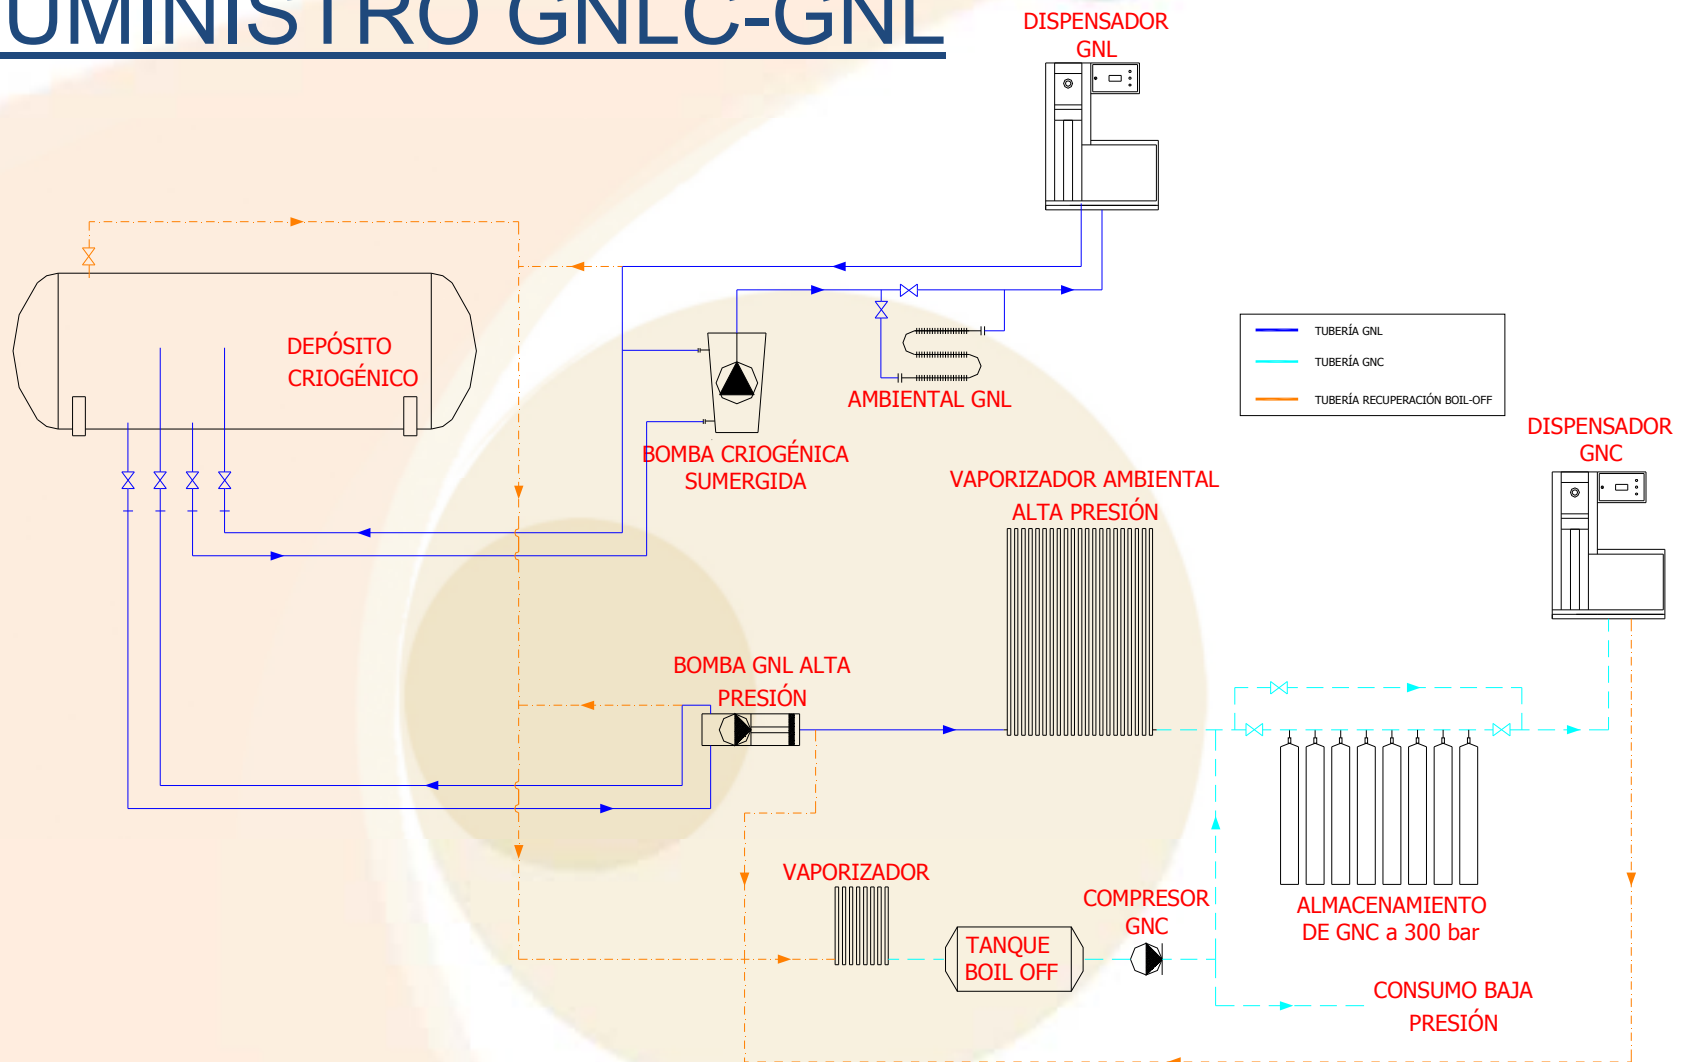 UMINISTRO GNLC-GNL
DISPENSADOR
GNL
DEPÓSITO
CRIOGÉNICO
AMBIENTAL GNL
BOMBA CRIOGÉNICA
SUMERGIDA
TUBERÍA GNL
TUBERÍA GNC
TUBERÍA RECUPERACIÓN BOIL-OFF
DISPENSADOR
GNC
VAPORIZADOR AMBIENTAL
ALTA PRESIÓN
BOMBA GNL ALTA
PRESIÓN
VAPORIZADOR
TANQUE
BOIL OFF
COMPRESOR
GNC
ALMACENAMIENTO
DE GNC a 300 bar
CONSUMO BAJA
PRESIÓN